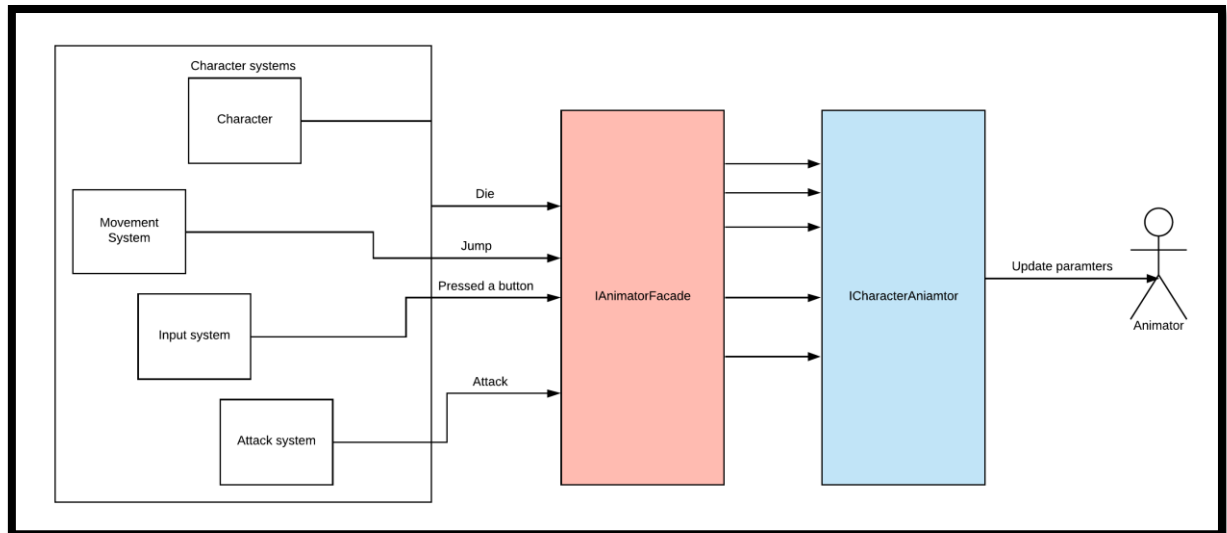 Character systems
Character
Movement
System
Input system
Attack system
Die
Jump
Pressed a button
Attack
IAnimatorFacade
ICharacterAniamtor
Update paramters
Animator